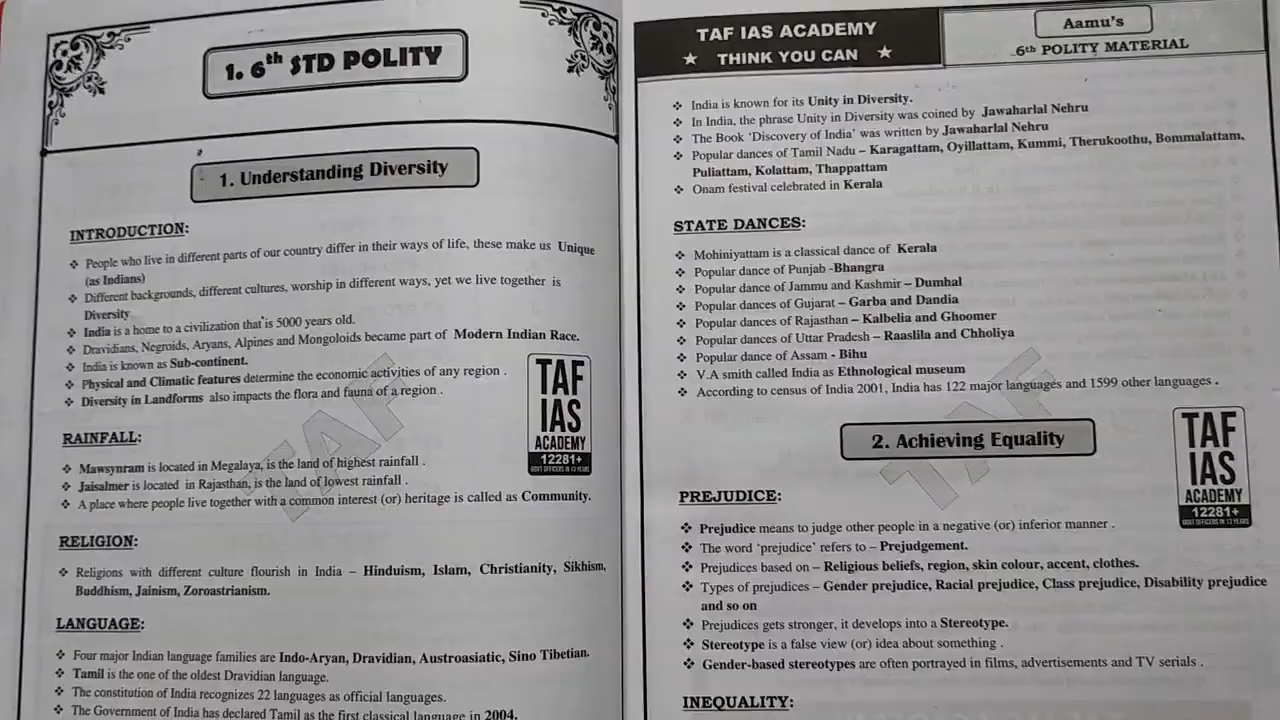 1. 6th STD POLITY
1. Understanding Diversity
INTRODUCTION:
❖ People who live in different parts of our country differ in their ways of life, these make us Unique
(as Indians)
❖ Different backgrounds, different cultures, worship in different ways, yet we live together is
Diversity
❖ India is a home to a civilization that is 5000 years old.
❖ Dravidians, Negroids, Aryans, Alpines and Mongoloids became part of Modern Indian Race.
❖ India is known as Sub-continent.
❖ Physical and Climatic features determine the economic activities of any region .
❖ Diversity in Landforms also impacts the flora and fauna of a region .
TAF
IAS
ACADEMY
12281+
GOVT OFFICERS IN 13 YEARS
RAINFALL:
❖ Mawsynram is located in Megalaya, is the land of highest rainfall .
❖ Jaisalmer is located in Rajasthan, is the land of lowest rainfall .
❖ A place where people live together with a common interest (or) heritage is called as Community.
TAF
RELIGION:
❖ Religions with different culture flourish in India – Hinduism, Islam, Christianity, Sikhism,
Buddhism, Jainism, Zoroastrianism.
LANGUAGE:
❖ Four major Indian language families are Indo-Aryan, Dravidian, Austroasiatic, Sino Tibetian.
❖ Tamil is the one of the oldest Dravidian language.
❖ The constitution of India recognizes 22 languages as official languages.
❖ The Government of India has declared Tamil as the first classical language in 2004.
TAF IAS ACADEMY
★ THINK YOU CAN ★
Aamu's
6th POLITY MATERIAL
❖ India is known for its Unity in Diversity.
❖ In India, the phrase Unity in Diversity was coined by Jawaharlal Nehru
❖ The Book ‘Discovery of India’ was written by Jawaharlal Nehru
❖ Popular dances of Tamil Nadu – Karagattam, Oyillattam, Kummi, Therukoothu, Bommalattam,
Puliattam, Kolattam, Thappattam
❖ Onam festival celebrated in Kerala
STATE DANCES:
❖ Mohiniyattam is a classical dance of Kerala
❖ Popular dance of Punjab -Bhangra
❖ Popular dance of Jammu and Kashmir – Dumhal
❖ Popular dances of Gujarat – Garba and Dandia
❖ Popular dances of Rajasthan – Kalbelia and Ghoomer
❖ Popular dances of Uttar Pradesh – Raaslila and Chholiya
❖ Popular dance of Assam - Bihu
❖ V.A smith called India as Ethnological museum
❖ According to census of India 2001, India has 122 major languages and 1599 other languages .
TAF
2. Achieving Equality
TAF
IAS
ACADEMY
12281+
GOVT OFFICERS IN 13 YEARS
PREJUDICE:
❖ Prejudice means to judge other people in a negative (or) inferior manner .
❖ The word ‘prejudice’ refers to – Prejudgement.
❖ Prejudices based on – Religious beliefs, region, skin colour, accent, clothes.
❖ Types of prejudices – Gender prejudice, Racial prejudice, Class prejudice, Disability prejudice
and so on
❖ Prejudices gets stronger, it develops into a Stereotype.
❖ Stereotype is a false view (or) idea about something .
❖ Gender-based stereotypes are often portrayed in films, advertisements and TV serials .
INEQUALITY: